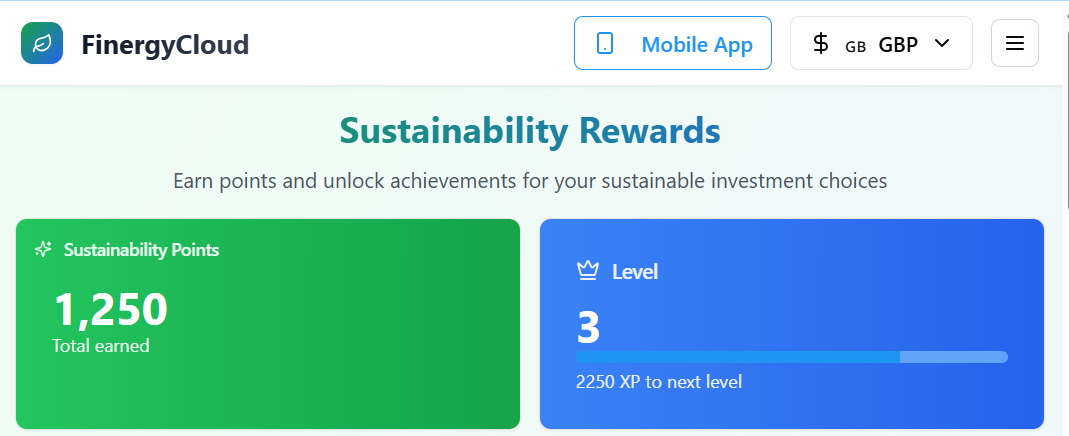 FinergyCloud
Mobile App
$ GB GBP
Sustainability Rewards
Earn points and unlock achievements for your sustainable investment choices
Sustainability Points
1,250
Total earned
Level
3
2250 XP to next level